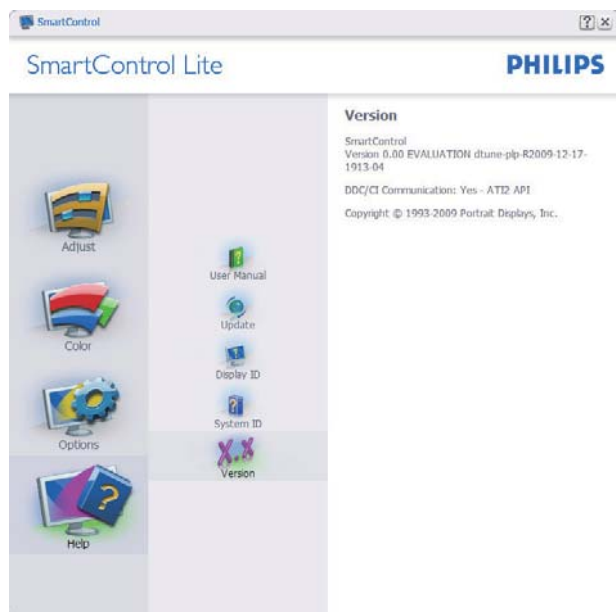 SmartControl
SmartControl Lite
PHILIPS
Adjust
Color
Options
Help
User Manual
Update
Display ID
System ID
X.X
Version
Version
SmartControl
Version 0.00 EVALUATION dtune-plp-R2009-12-17-
1913-04
DDC/CI Communication: Yes - ATI2 API
Copyright © 1993-2009 Portrait Displays, Inc.